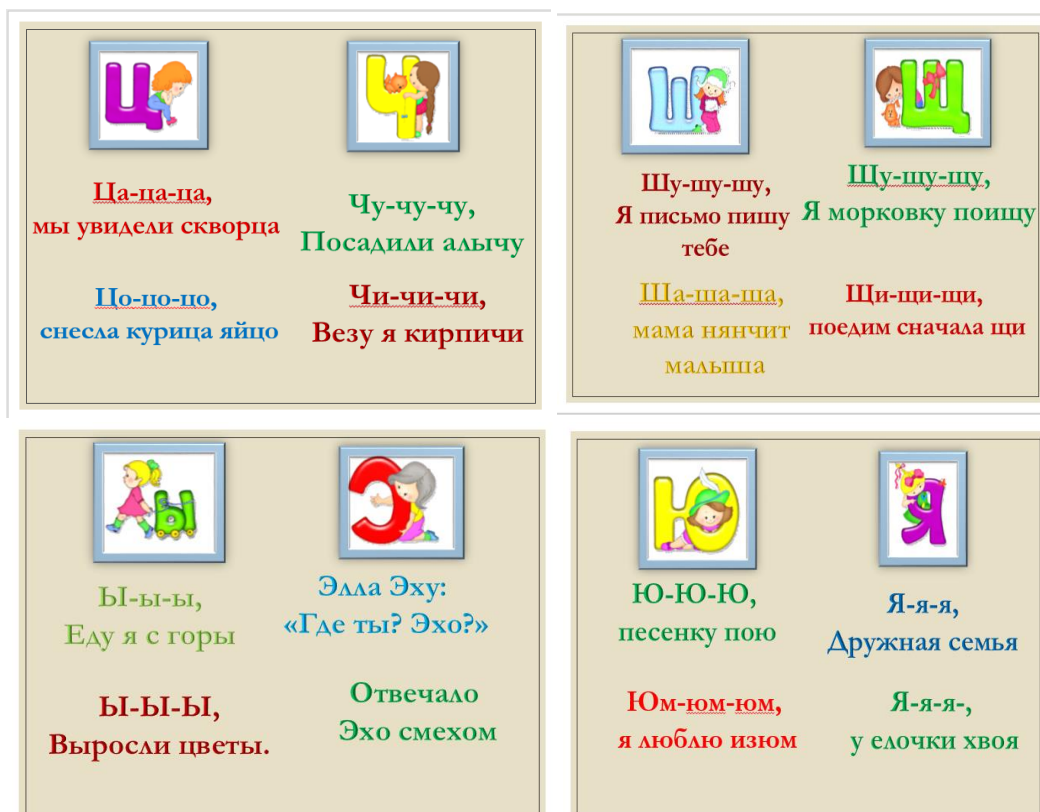 Ц
Ца-ца-ца,
мы увидели скворца
Цо-цо-цо,
снесла курица яйцо
Ч
Чу-чу-чу,
Посадили алычу
Чи-чи-чи,
Везу я кирпичи
Ш
Шу-шу-шу,
Я письмо пишу
тебе
Ша-ша-ша,
мама нянчит
малыша
Щ
Щу-щу-щу,
Я морковку поищу
Щи-щи-щи,
поедим сначала щи
Ы
Ы-ы-ы,
Еду я с горы
Ы-Ы-Ы,
Выросли цветы.
Э
Элла Эху:
«Где ты? Эхо?»
Отвечало
Эхо смехом
Ю
Ю-Ю-Ю,
песенку пою
Юм-юм-юм,
я люблю изюм
Я
Я-я-я,
Дружная семья
Я-я-я-,
у елочки хвоя